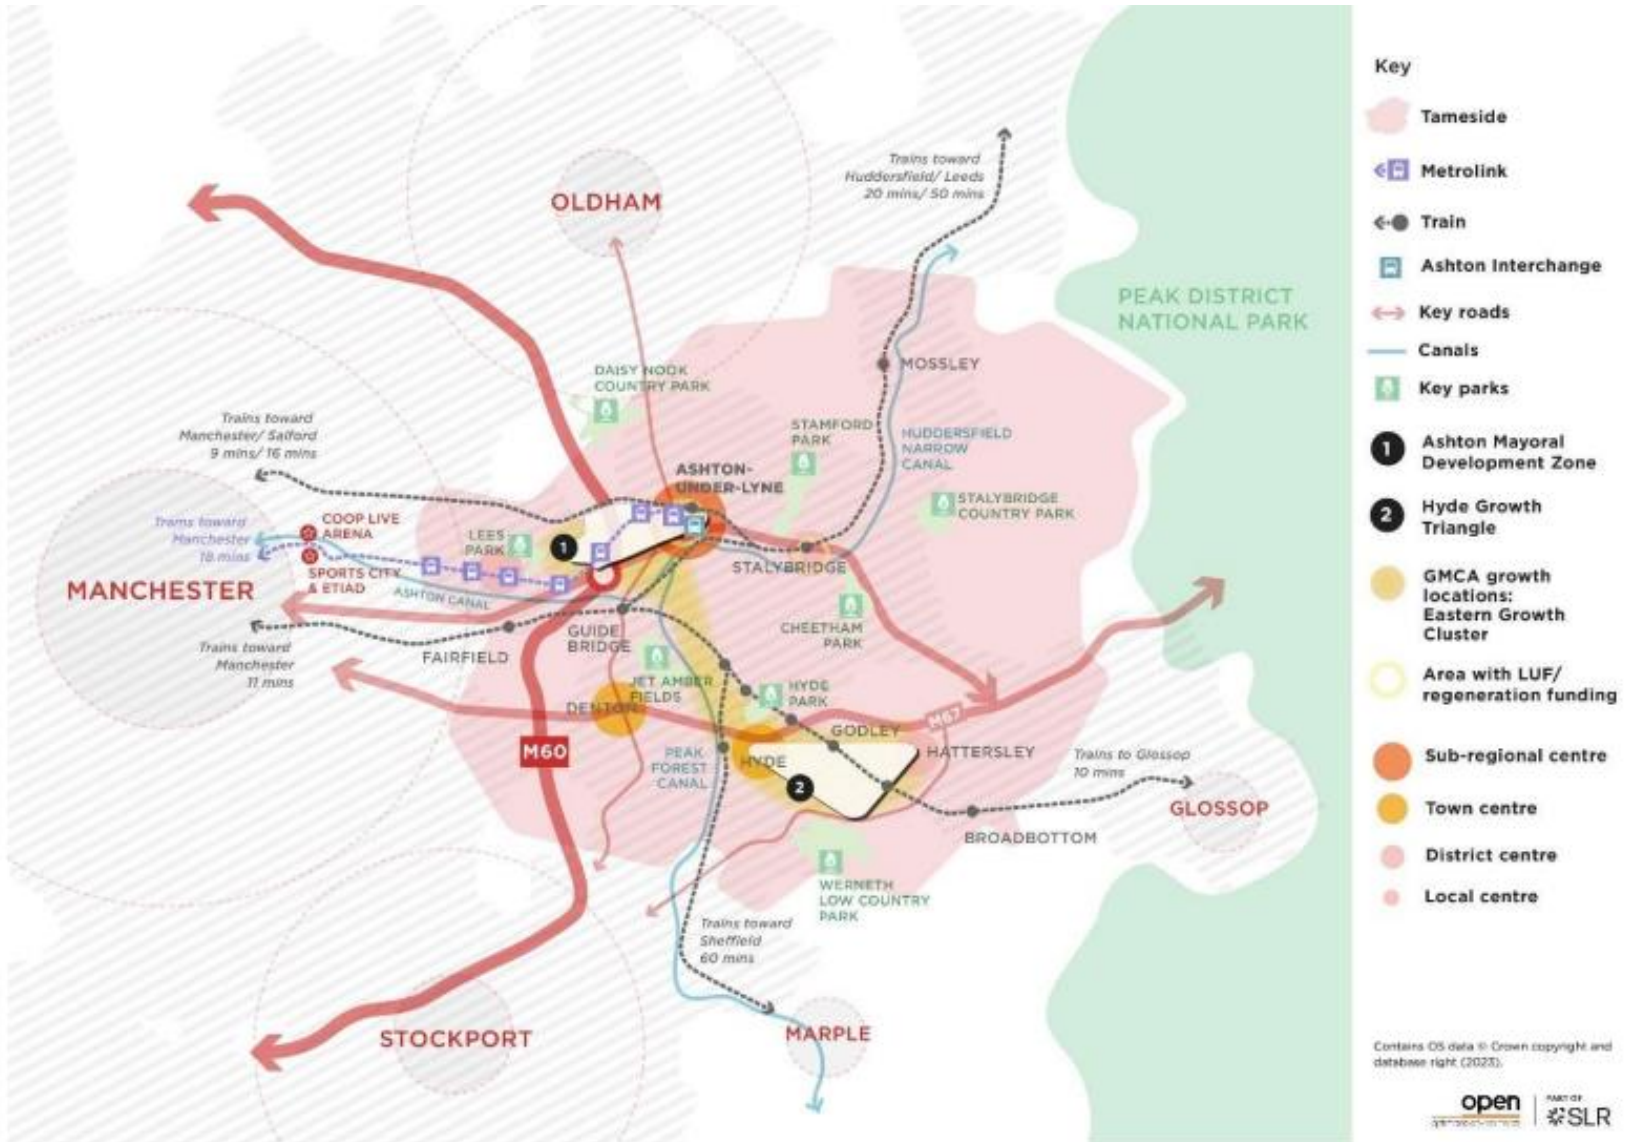 OLDHAM
Trains toward
Huddersfield/ Leeds
20 mins/ 50 mins
PEAK DISTRICT
NATIONAL PARK
MOSSLEY
DAISY NOOK
COUNTRY PARK
STAMFORD
PARK
HUDDERSFIELD
NARROW
CANAL
Trains toward
Manchester/ Salford
9 mins/ 16 mins
ASHTON-
UNDER-LYNE
STALYBRIDGE
COUNTRY PARK
Trams toward
Manchester
18 mins
COOP LIVE
ARENA
LEES
PARK
1
SPORTS CITY
& ETIAD
STALYBRIDGE
MANCHESTER
ASHTON CANAL
CHEETHAM
PARK
GUIDE
BRIDGE
FAIRFIELD
Trains toward
Manchester
11 mins
JET AMBER
FIELDS
HYDE
PARK
DENTON
M67
GODLEY
M60
PEAK
FOREST
CANAL
HYDE
HATTERSLEY
2
Trains to Glossop
10 mins
GLOSSOP
BROADBOTTOM
WERNETH
LOW COUNTRY
PARK
Trains toward
Sheffield
60 mins
STOCKPORT
MARPLE
Key
Tameside
Metrolink
Train
Ashton Interchange
Key roads
Canals
Key parks
1
Ashton Mayoral
Development Zone
2
Hyde Growth
Triangle
GMCA growth
locations:
Eastern Growth
Cluster
Area with LUF/
regeneration funding
Sub-regional centre
Town centre
District centre
Local centre
Contains OS data © Crown copyright and
database right (2023).
open
PART OF
SLR